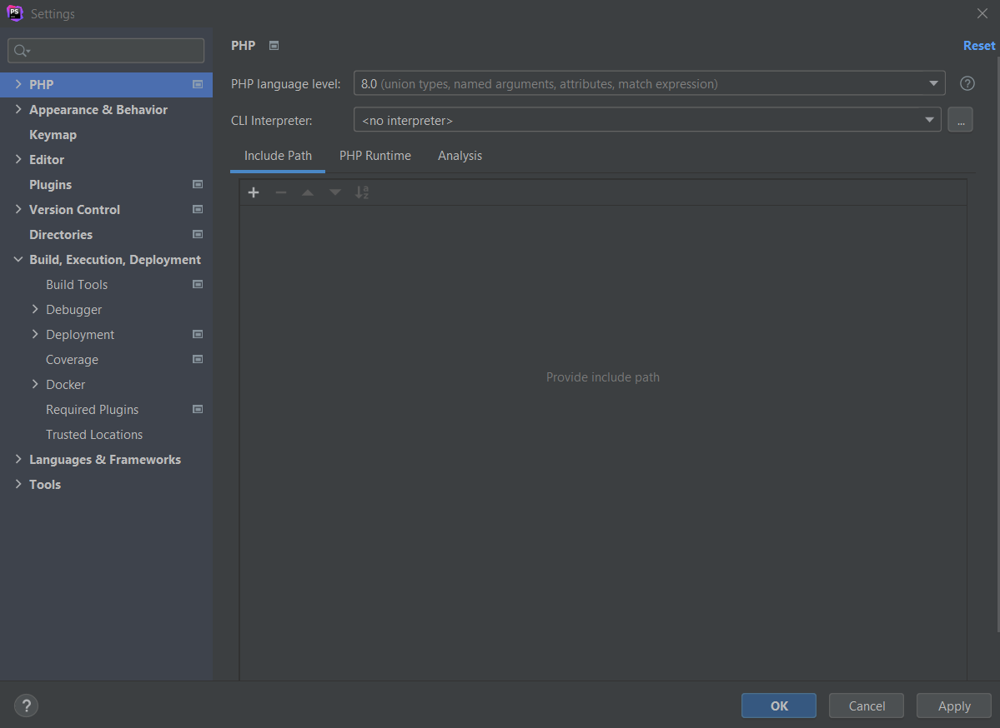 PS Settings
PHP
Reset
PHP
PHP language level: 8.0 (union types, named arguments, attributes, match expression) ?
Appearance & Behavior
CLI Interpreter: <no interpreter> ...
Keymap
Editor
Include Path PHP Runtime Analysis
Plugins
Version Control
Directories
Build, Execution, Deployment
Build Tools
Debugger
Deployment
Coverage
Docker
Required Plugins
Trusted Locations
Languages & Frameworks
Tools
Provide include path
? OK Cancel Apply